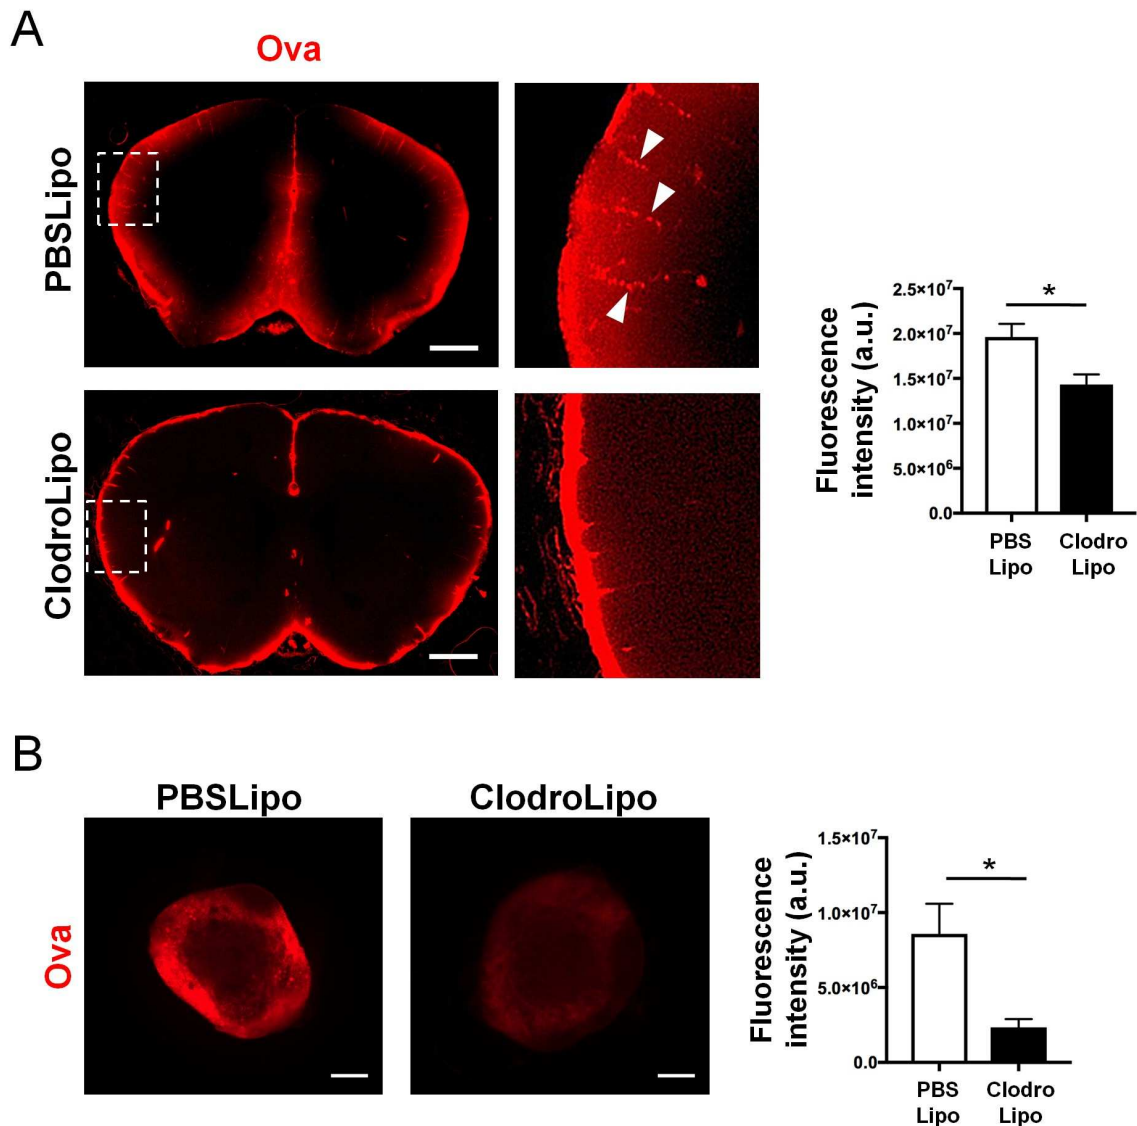 A
Ova
PBSLipo
ClodroLipo
Fluorescence
intensity (a.u.)
2.5×10⁷
2.0×10⁷
1.5×10⁷
1.0×10⁷
5.0×10⁶
0.0
*
PBS
Lipo
Clodro
Lipo
B
PBSLipo
ClodroLipo
Ova
Fluorescence
intensity (a.u.)
1.5×10⁷
1.0×10⁷
5.0×10⁶
0.0
*
PBS
Lipo
Clodro
Lipo